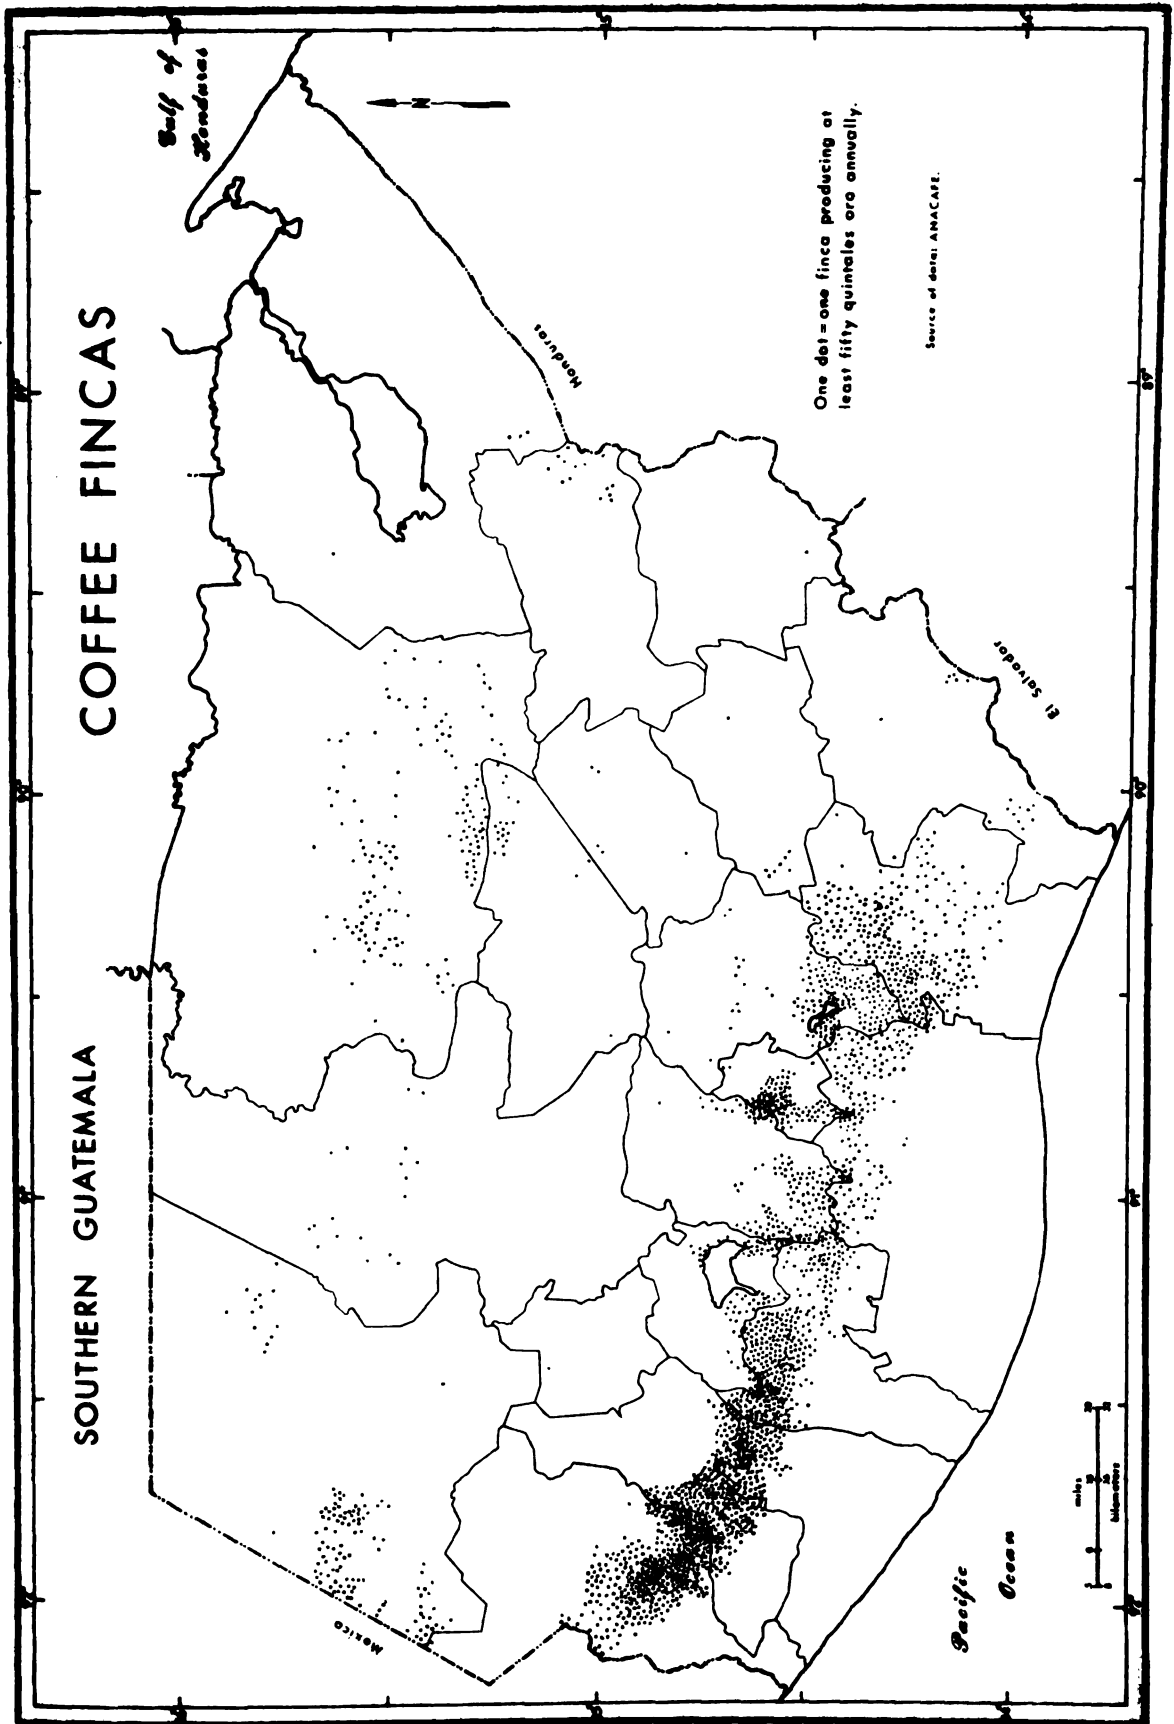 SOUTHERN GUATEMALA
COFFEE FINCAS
Gulf of
Honduras
N
Honduras
Mexico
El Salvador
One dot = one finca producing at
least fifty quintales oro annually.
Source of data: ANACAFE.
Pacific
Ocean
miles
kilometers